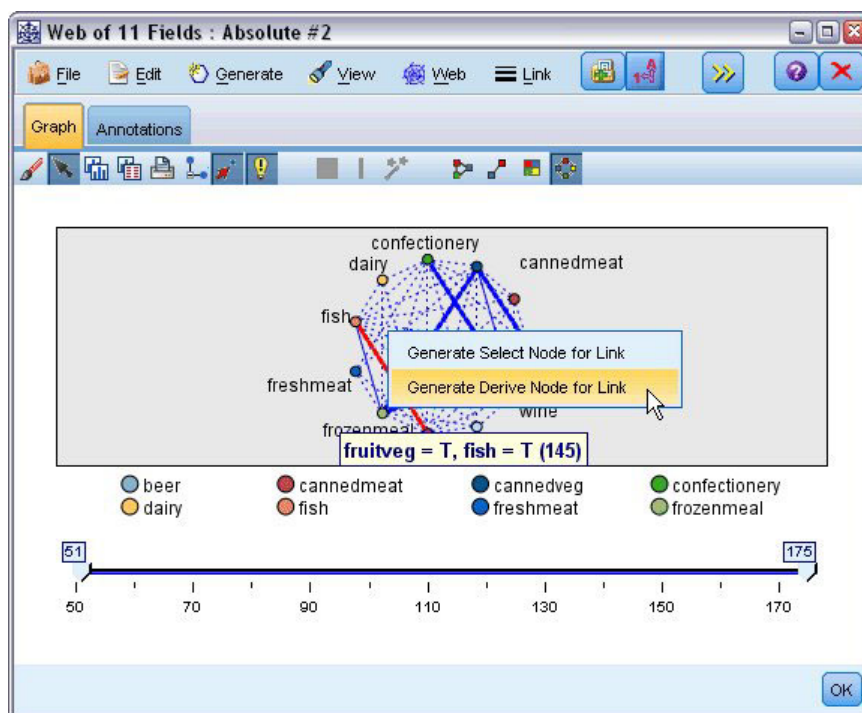 Web of 11 Fields : Absolute #2
File Edit Generate View Web Link
Graph Annotations
confectionery
dairy cannedmeat
fish
Generate Select Node for Link
freshmeat Generate Derive Node for Link
wine
frozenmeal
fruitveg = T, fish = T (145)
beer cannedmeat cannedveg confectionery
dairy fish freshmeat frozenmeal
51 175
50 70 90 110 130 150 170
OK